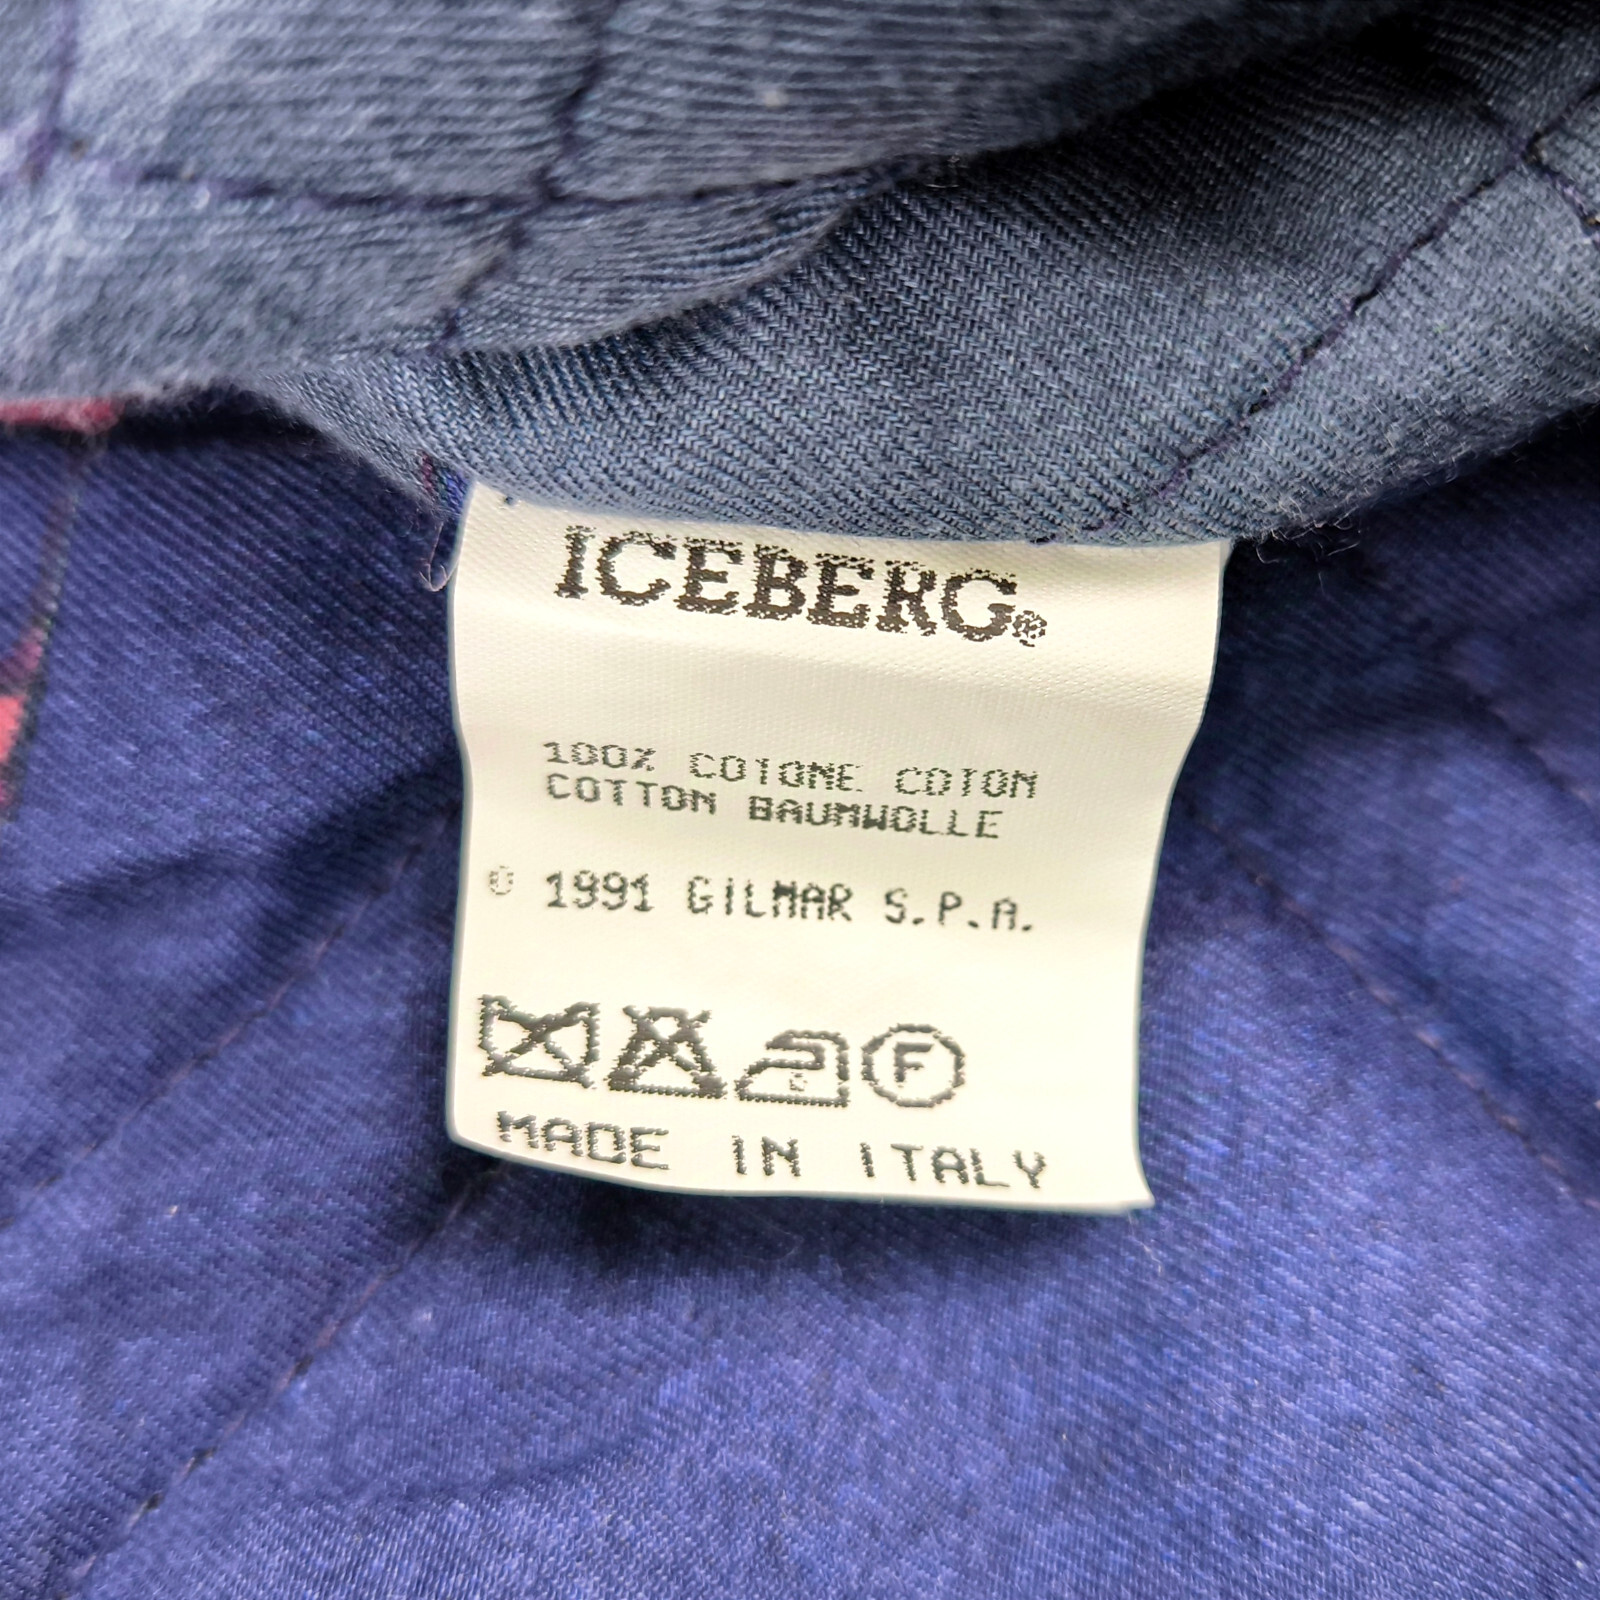 ICEBERG®
100% COTONE COTON
COTTON BAUMWOLLE
© 1991 GILMAR S.P.A.
F
MADE IN ITALY